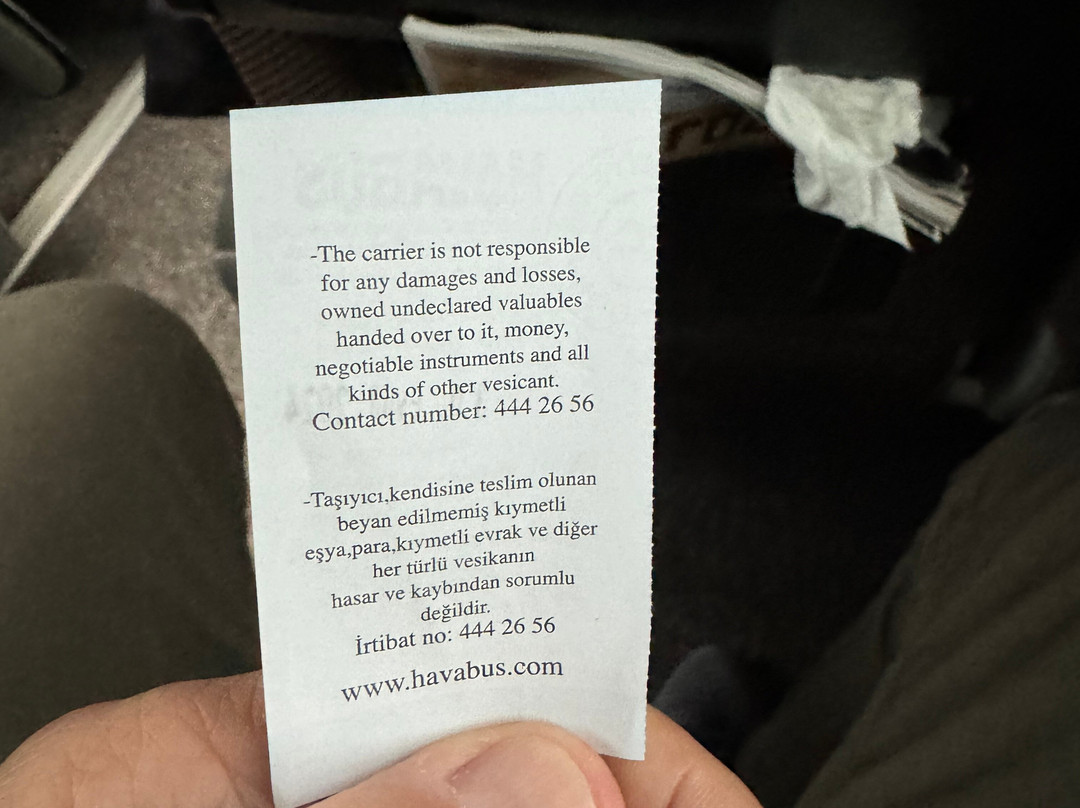 -The carrier is not responsible
for any damages and losses,
owned undeclared valuables
handed over to it, money,
negotiable instruments and all
kinds of other vesicant.
Contact number: 444 26 56
-Taşıyıcı,kendisine teslim olunan
beyan edilmemiş kıymetli
eşya,para,kıymetli evrak ve diğer
her türlü vesikanın
hasar ve kaybından sorumlu
değildir.
İrtibat no: 444 26 56
www.havabus.com